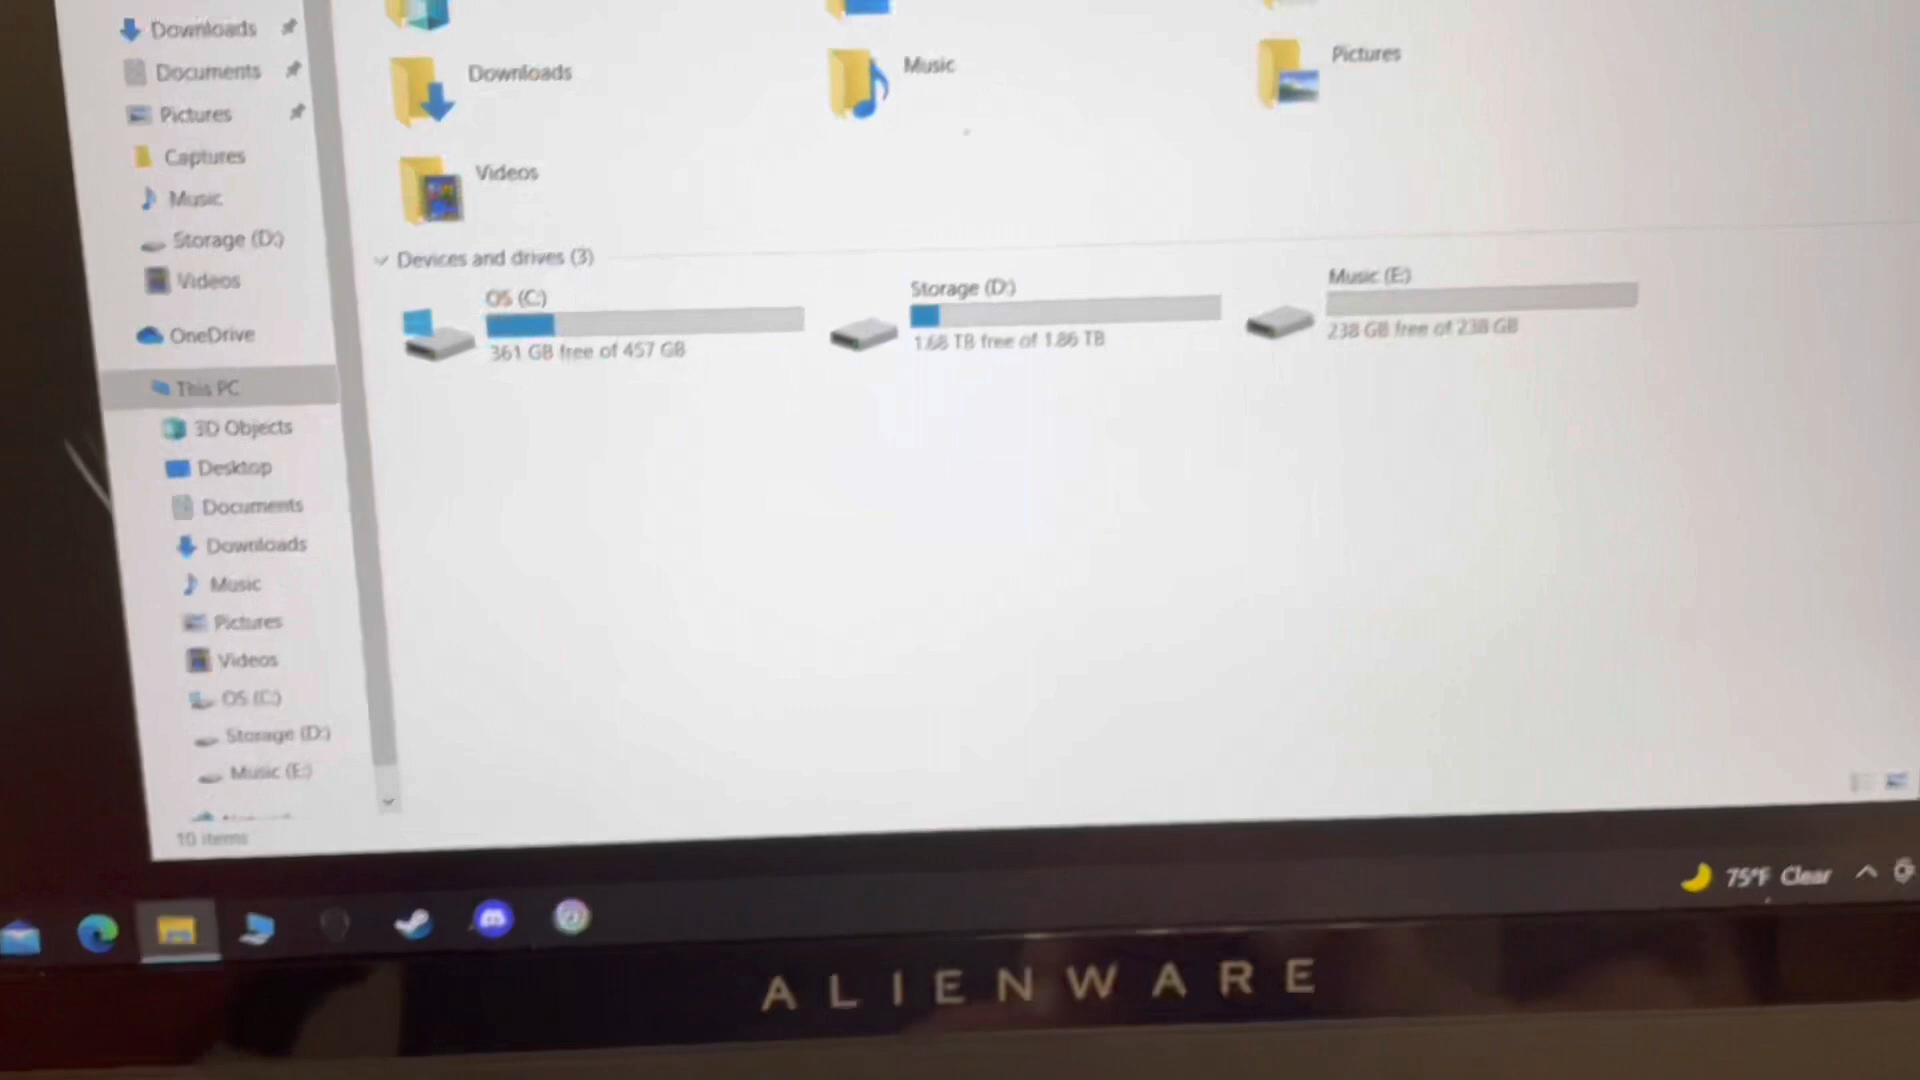 Downloads
Documents
Pictures
Captures
Music
Storage (D:)
Videos
OneDrive
This PC
3D Objects
Desktop
Documents
Downloads
Music
Pictures
Videos
OS (C:)
Storage (D:)
Music (E:)
10 items
Downloads
Music
Pictures
Videos
Devices and drives (3)
OS (C:)
361 GB free of 457 GB
Storage (D:)
1.68 TB free of 1.86 TB
Music (E:)
238 GB free of 238 GB
75°F Clear
ALIENWARE